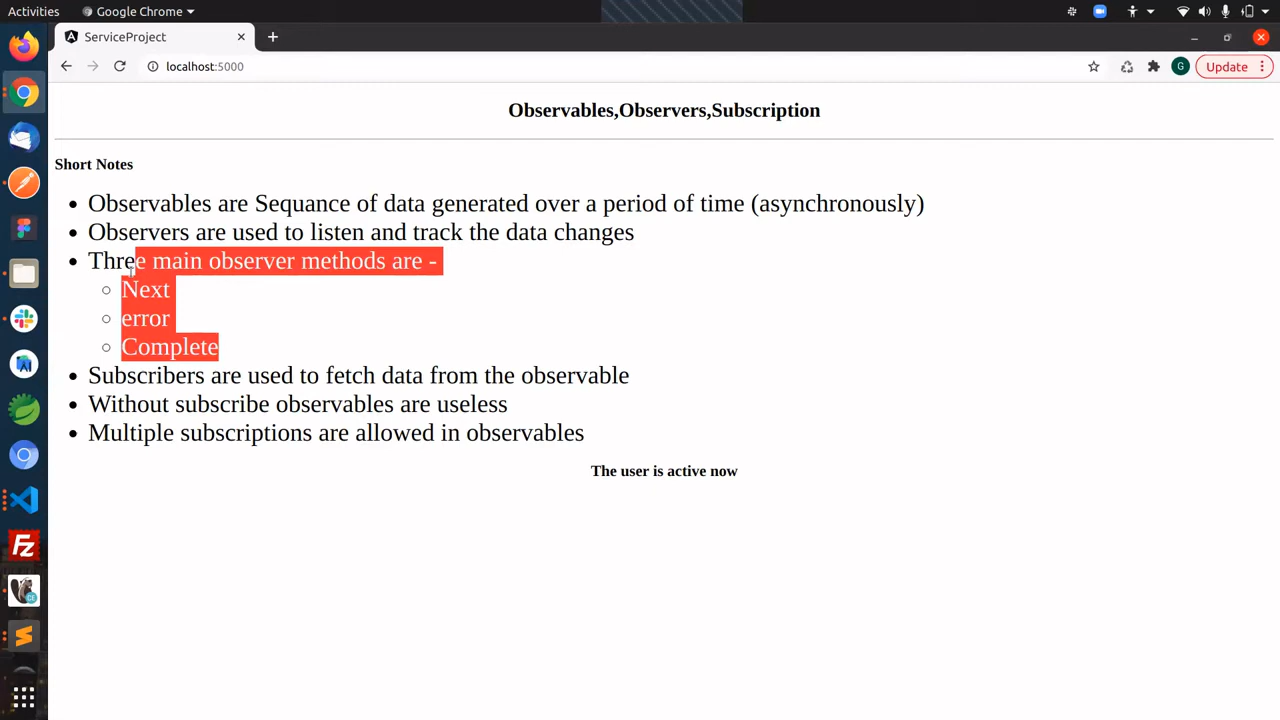 Activities
Google Chrome
ServiceProject
localhost:5000
G
Update
Observables,Observers,Subscription
Short Notes
Observables are Sequance of data generated over a period of time (asynchronously)
Observers are used to listen and track the data changes
Three main observer methods are -
Next
error
Complete
Subscribers are used to fetch data from the observable
Without subscribe observables are useless
Multiple subscriptions are allowed in observables
The user is active now
Fz
CE